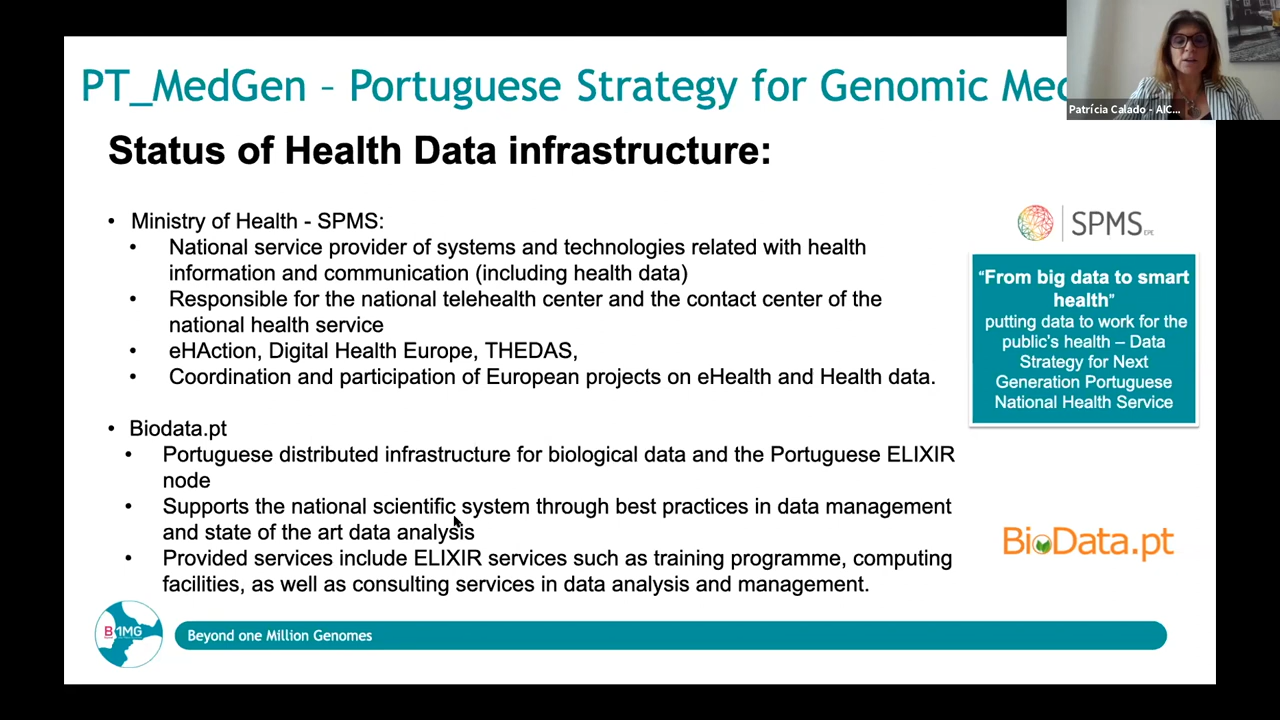 PT_MedGen – Portuguese Strategy for Genomic Med
Patrícia Calado - AIC...
Status of Health Data infrastructure:
• Ministry of Health - SPMS:
• National service provider of systems and technologies related with health
information and communication (including health data)
• Responsible for the national telehealth center and the contact center of the
national health service
• eHAction, Digital Health Europe, THEDAS,
• Coordination and participation of European projects on eHealth and Health data.
SPMS EPE
“From big data to smart
health”
putting data to work for the
public's health – Data
Strategy for Next
Generation Portuguese
National Health Service
• Biodata.pt
• Portuguese distributed infrastructure for biological data and the Portuguese ELIXIR
node
• Supports the national scientific system through best practices in data management
and state of the art data analysis
• Provided services include ELIXIR services such as training programme, computing
facilities, as well as consulting services in data analysis and management.
BioData.pt
B1MG
Beyond one Million Genomes